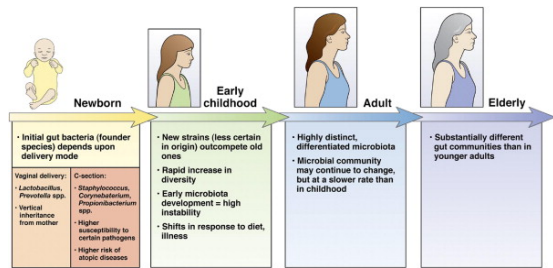 Newborn
Early
childhood
Adult
Elderly
• Initial gut bacteria (founder
species) depends upon
delivery mode
Vaginal delivery:
• Lactobacillus,
Prevotella spp.
• Vertical
inheritance
from mother
C-section:
• Staphylococcus,
Corynebaterium,
Propionibacterium
spp.
• Higher
susceptibility to
certain pathogens
• Higher risk of
atopic diseases
• New strains (less certain
in origin) outcompete old
ones
• Rapid increase in
diversity
• Early microbiota
development = high
instability
• Shifts in response to diet,
illness
• Highly distinct,
differentiated microbiota
• Microbial community
may continue to change,
but at a slower rate than
in childhood
• Substantially different
gut communities than in
younger adults